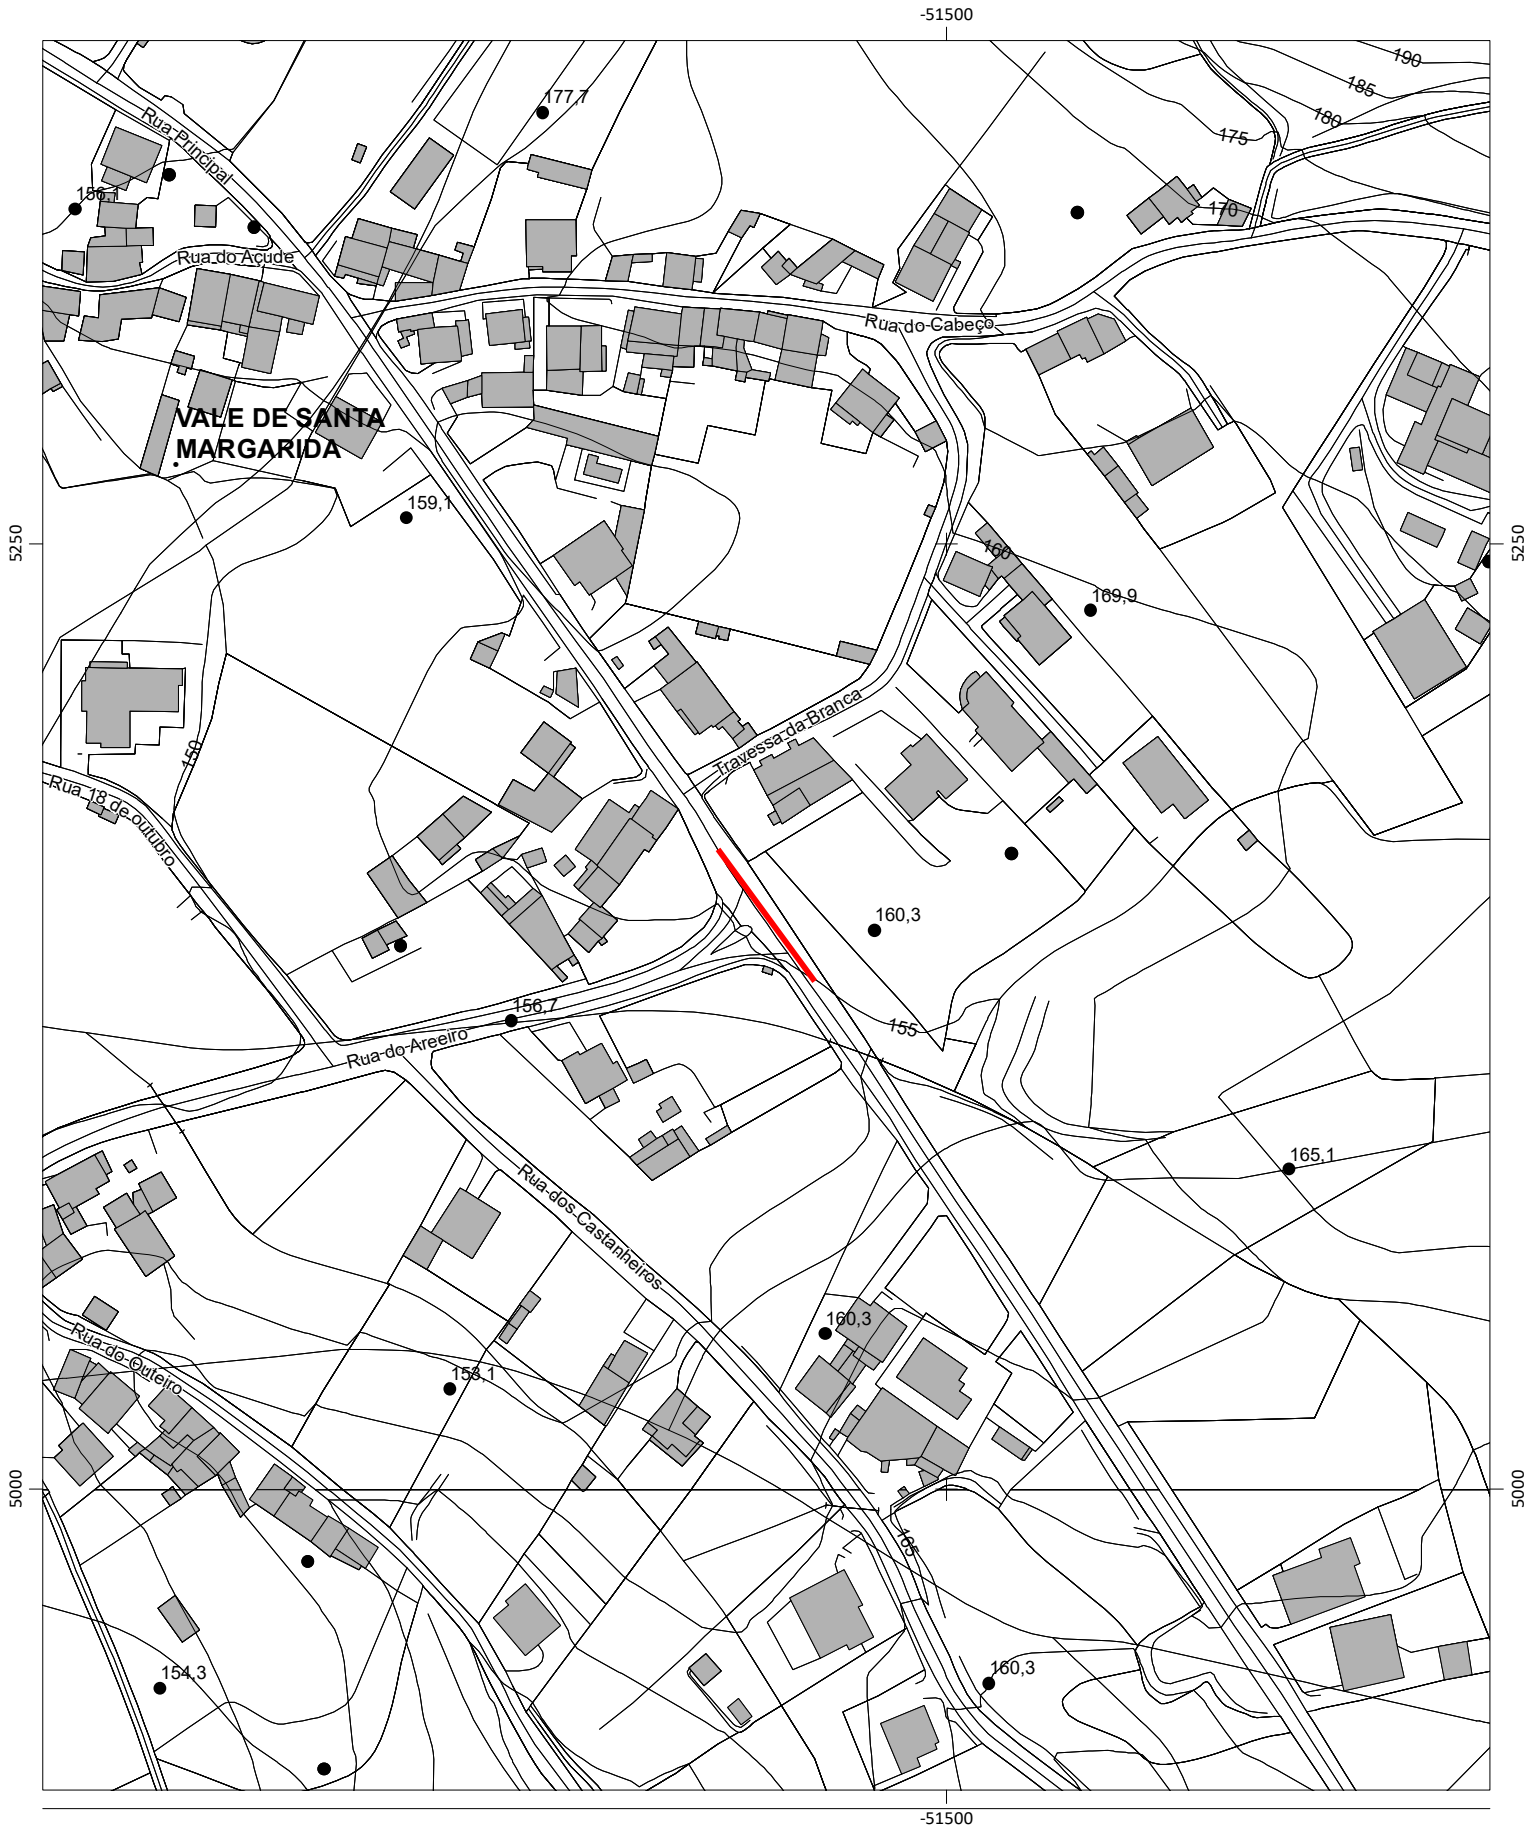 -51500
190
185
180
175
177,7
Rua Principal
156,1
170
Rua do Açude
Rua do Cabeço
VALE DE SANTA
MARGARIDA
159,1
5250
5250
160
169,9
Travessa da Branca
150
Rua 18 de outubro
160,3
156,7
155
Rua do Areeiro
165,1
Rua dos Castanheiros
160,3
Rua do Outeiro
153,1
5000
5000
165
154,3
160,3
-51500